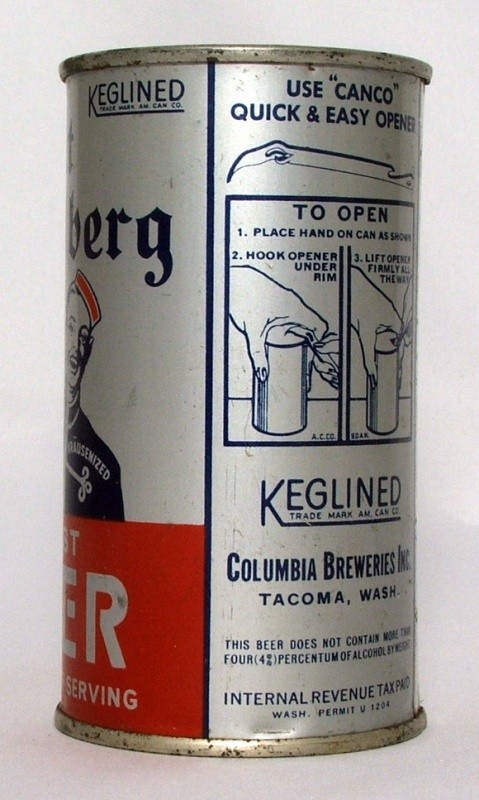 KEGLINED
TRADE MARK AM. CAN CO.
berg
KRAUSENIZED
ST
ER
SERVING
USE "CANCO"
QUICK & EASY OPENER
TO OPEN
1. PLACE HAND ON CAN AS SHOWN
2. HOOK OPENER
UNDER
RIM
3. LIFT OPENER
FIRMLY ALL
THE WAY
A.C.CO.
KEGLINED
TRADE MARK AM. CAN CO.
COLUMBIA BREWERIES INC.
TACOMA, WASH.
THIS BEER DOES NOT CONTAIN MORE THAN
FOUR (4%) PERCENTUM OF ALCOHOL BY WEIGHT
INTERNAL REVENUE TAX PAID
WASH. PERMIT U 1204